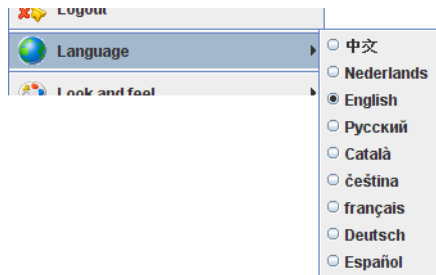 Logout
Language
Look and feel
中文
Nederlands
English
Русский
Català
čeština
français
Deutsch
Español